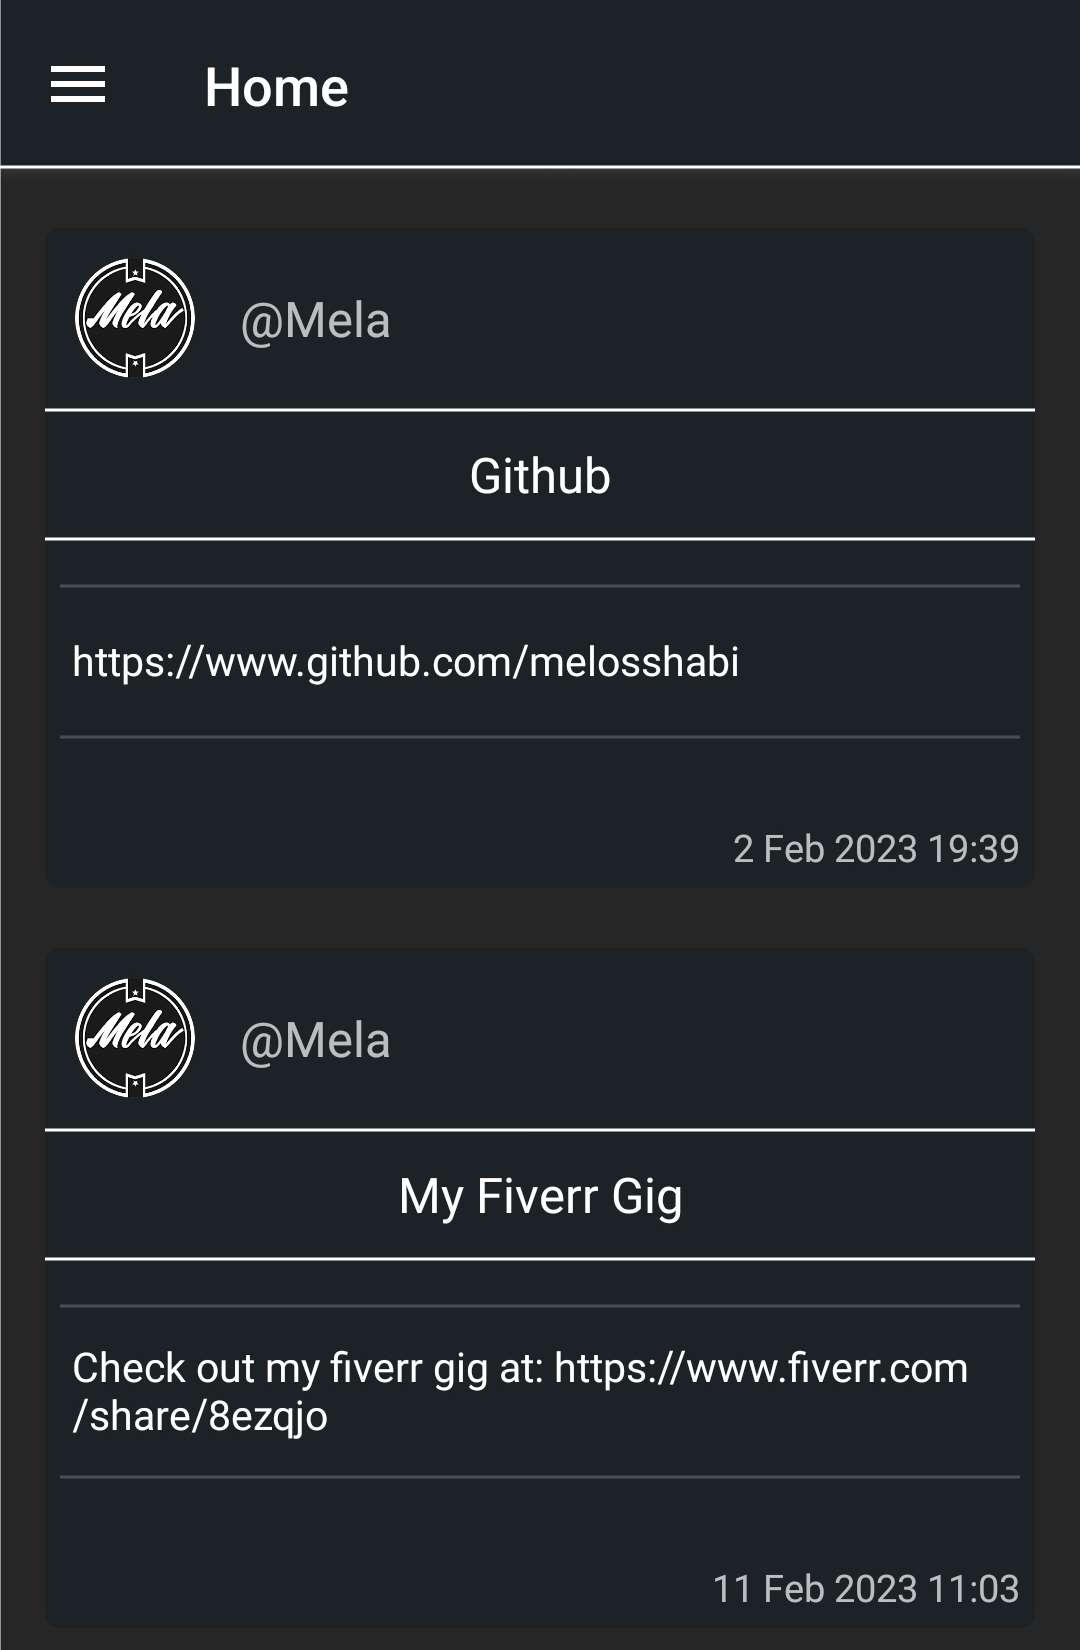 Home
Mela
@Mela
Github
https://www.github.com/melosshabi
2 Feb 2023 19:39
Mela
@Mela
My Fiverr Gig
Check out my fiverr gig at: https://www.fiverr.com
/share/8ezqjo
11 Feb 2023 11:03